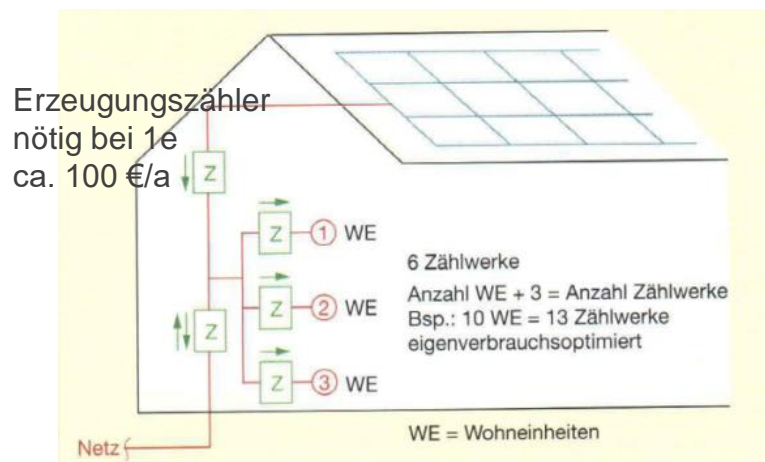 Erzeugungszähler
nötig bei 1e
ca. 100 €/a
Z
Z
1 WE
6 Zählwerke
Anzahl WE + 3 = Anzahl Zählwerke
Z
2 WE
Bsp.: 10 WE = 13 Zählwerke
Z
eigenverbrauchsoptimiert
Z
3 WE
WE = Wohneinheiten
Netz